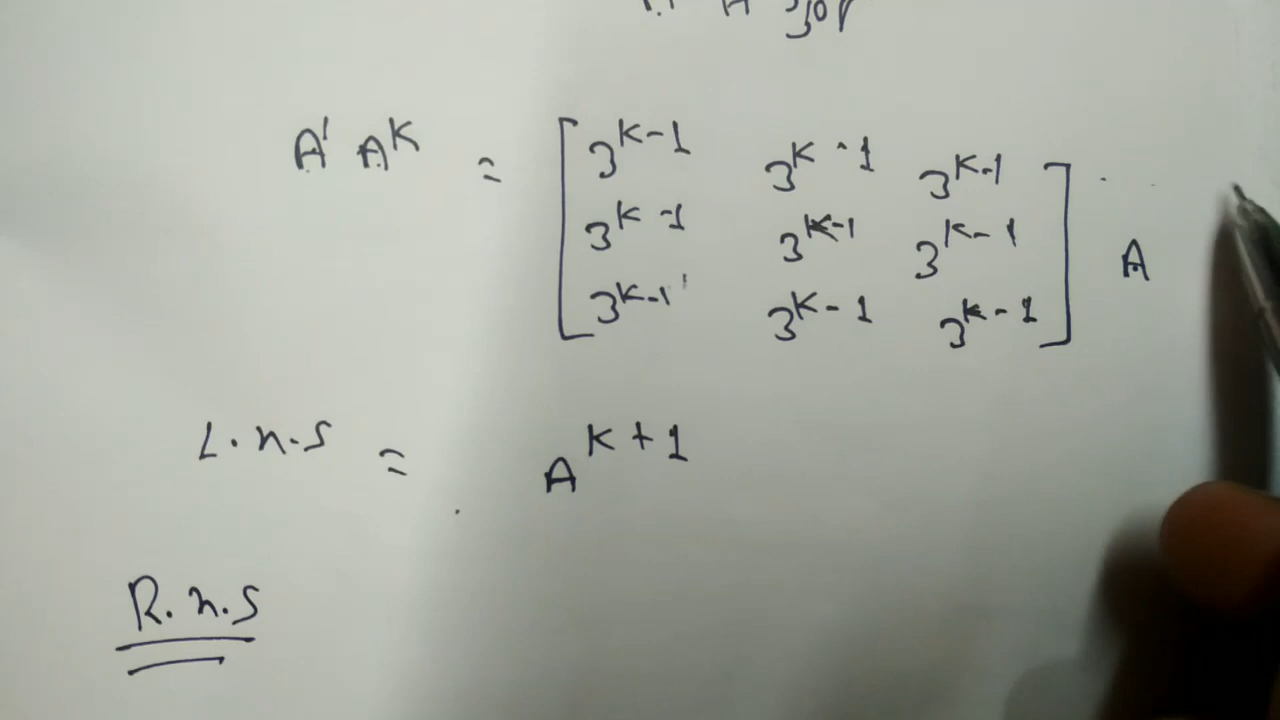 A' A^K = [ 3^K-1 3^K-1 3^K-1
3^K-1 3^K-1 3^K-1
3^K-1 3^K-1 3^K-1 ] . A
L.H.S = A^K+1
R.H.S